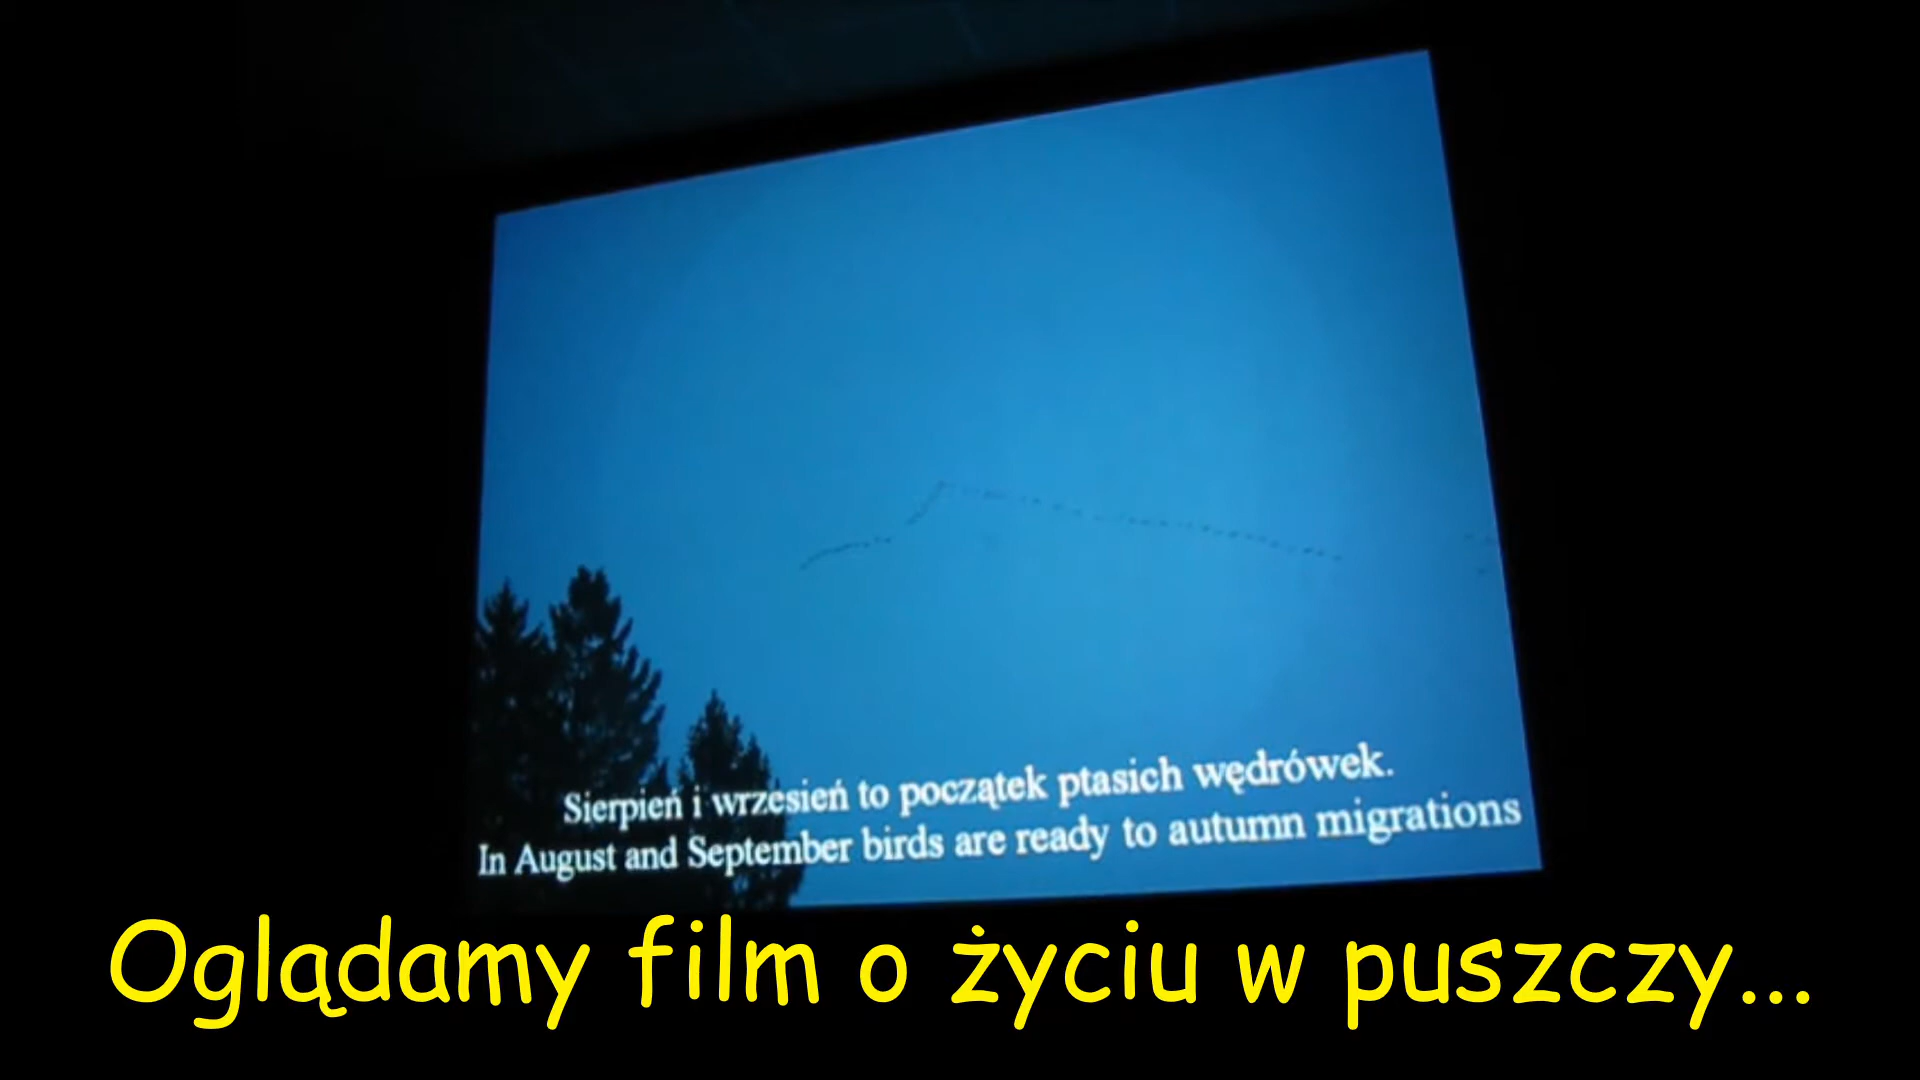 Sierpień i wrzesień to początek ptasich wędrówek.
In August and September birds are ready to autumn migrations
Oglądamy film o życiu w puszczy...